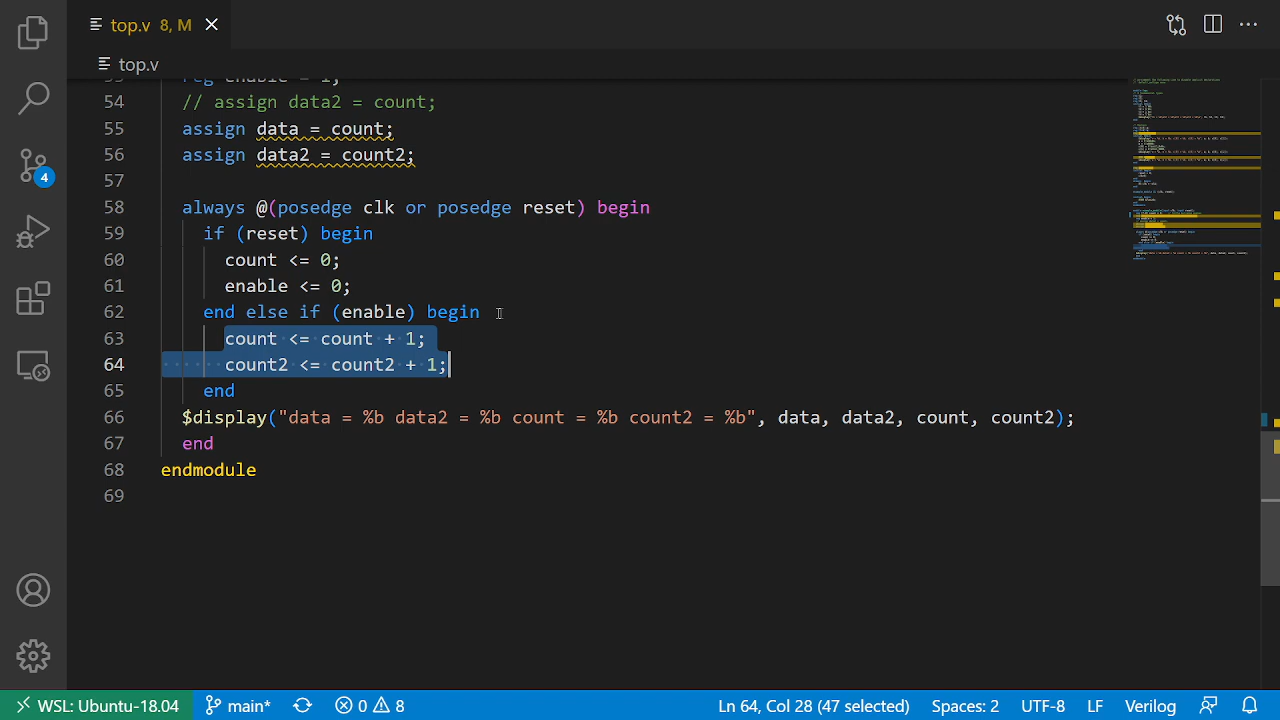 top.v 8, M
top.v
53 reg enable = 1;
54 // assign data2 = count;
55 assign data = count;
56 assign data2 = count2;
57
58 always @(posedge clk or posedge reset) begin
59 if (reset) begin
60 count <= 0;
61 enable <= 0;
62 end else if (enable) begin
63 count <= count + 1;
64 count2 <= count2 + 1;
65 end
66 $display("data = %b data2 = %b count = %b count2 = %b", data, data2, count, count2);
67 end
68 endmodule
69
4
WSL: Ubuntu-18.04 main* 0 8 Ln 64, Col 28 (47 selected) Spaces: 2 UTF-8 LF Verilog